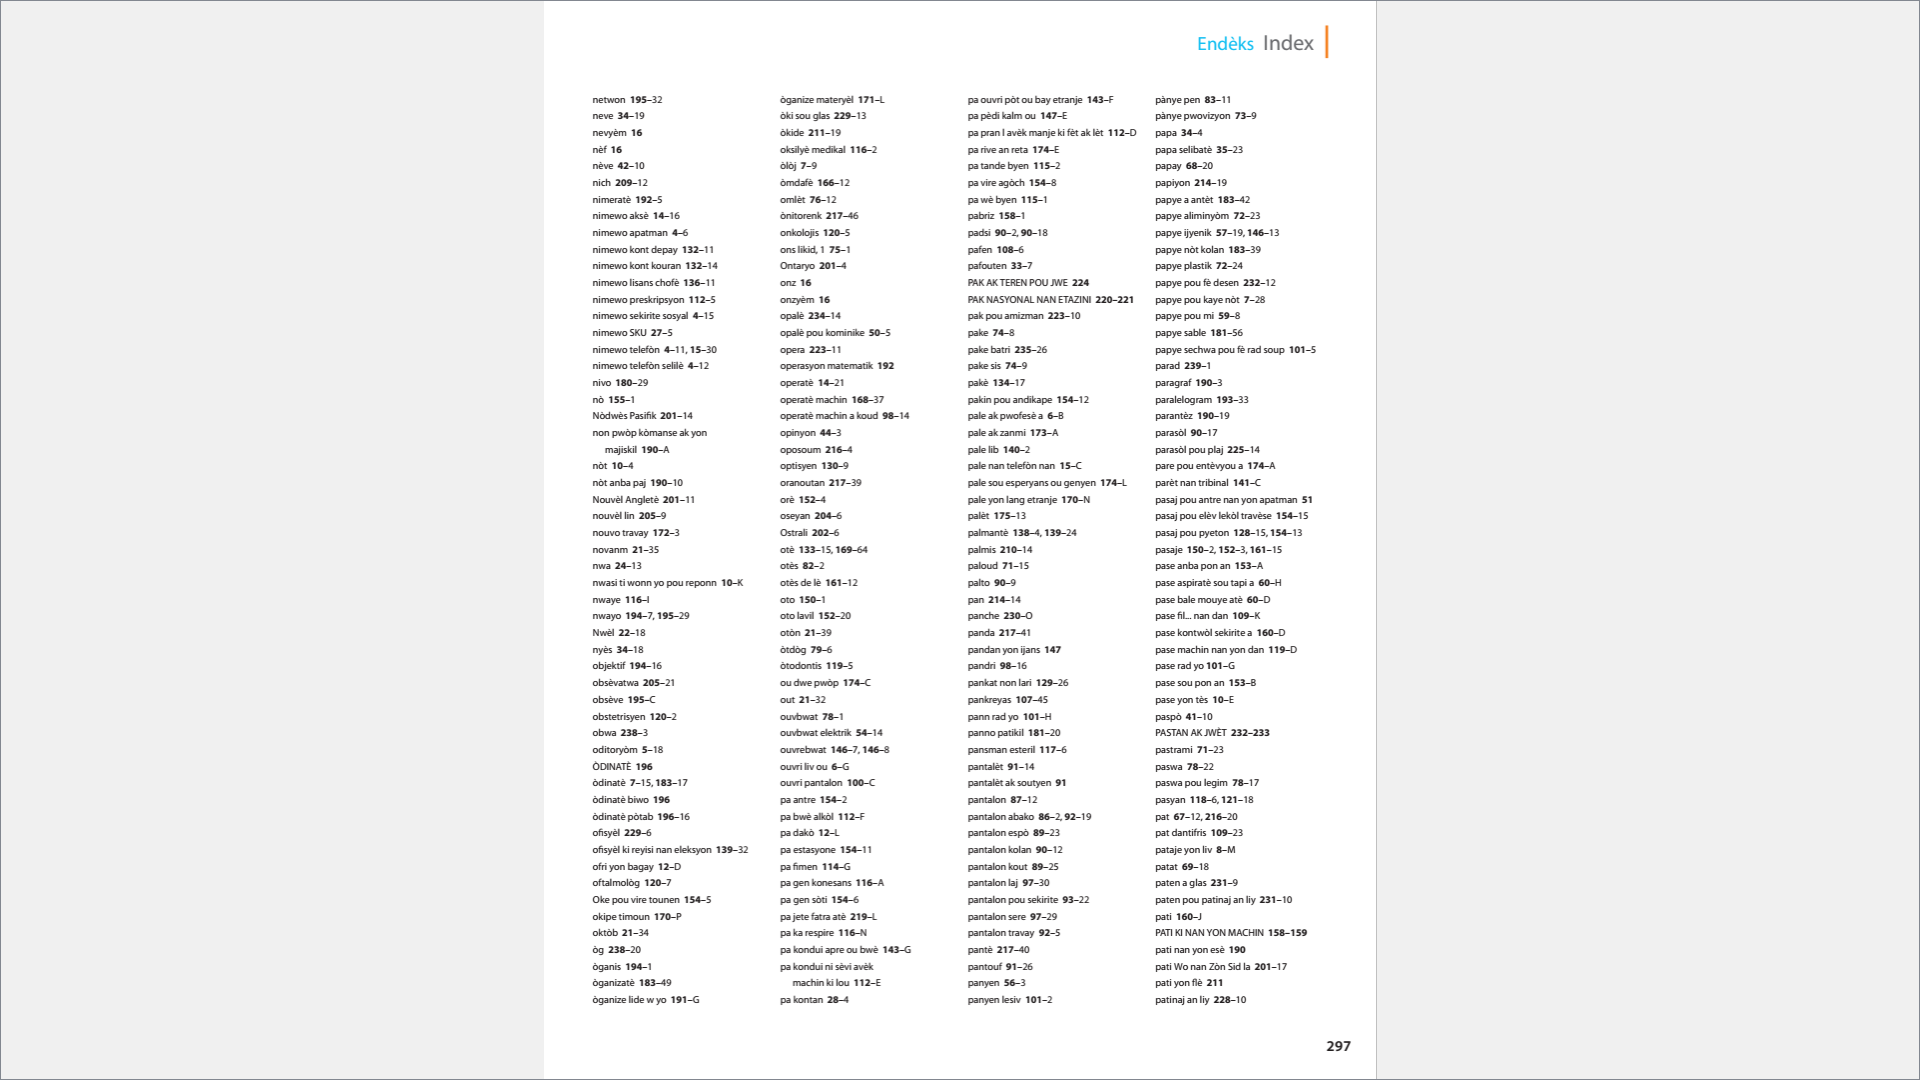 Endèks Index
netwon 195–32
neve 34–19
nevyèm 16
nèf 16
nève 42–10
nich 209–12
nimeratè 192–5
nimewo aksè 14–16
nimewo apatman 4–6
nimewo kont depay 132–11
nimewo kont kouran 132–14
nimewo lisans chofè 136–11
nimewo preskripsyon 112–5
nimewo sekirite sosyal 4–15
nimewo SKU 27–5
nimewo telefòn 4–11, 15–30
nimewo telefòn selilè 4–12
nivo 180–29
nò 155–1
Nòdwès Pasifik 201–14
non pwòp kòmanse ak yon
majiskil 190–A
nòt 10–4
nòt anba paj 190–10
Nouvèl Angletè 201–11
nouvèl lin 205–9
nouvo travay 172–3
novanm 21–35
nwa 24–13
nwasi ti wonn yo pou reponn 10–K
nwaye 116–I
nwayo 194–7, 195–29
Nwèl 22–18
nyès 34–18
objektif 194–16
obsèvatwa 205–21
obsève 195–C
obstetrisyen 120–2
obwa 238–3
oditoryòm 5–18
ÒDINATÈ 196
òdinatè 7–15, 183–17
òdinatè biwo 196
òdinatè pòtab 196–16
ofisyèl 229–6
ofisyèl ki reyisi nan eleksyon 139–32
ofri yon bagay 12–D
oftalmològ 120–7
Oke pou vire tounen 154–5
okipe timoun 170–P
oktòb 21–34
òg 238–20
òganis 194–1
òganizatè 183–49
òganize lide w yo 191–G
òganize materyèl 171–L
òki sou glas 229–13
òkide 211–19
oksilyè medikal 116–2
òlòj 7–9
òmdafè 166–12
omlèt 76–12
ònitorenk 217–46
onkolojis 120–5
ons likid, 1 75–1
Ontaryo 201–4
onz 16
onzyèm 16
opalè 234–14
opalè pou kominike 50–5
opera 223–11
operasyon matematik 192
operatè 14–21
operatè machin 168–37
operatè machin a koud 98–14
opinyon 44–3
oposoum 216–4
optisyen 130–9
oranoutan 217–39
orè 152–4
oseyan 204–6
Ostrali 202–6
otè 133–15, 169–64
otès 82–2
otès de lè 161–12
oto 150–1
oto lavil 152–20
otòn 21–39
òtdòg 79–6
òtodontis 119–5
ou dwe pwòp 174–C
out 21–32
ouvbwat 78–1
ouvbwat elektrik 54–14
ouvrebwat 146–7, 146–8
ouvri liv ou 6–G
ouvri pantalon 100–C
pa antre 154–2
pa bwè alkòl 112–F
pa dakò 12–L
pa estasyone 154–11
pa fimen 114–G
pa gen konesans 116–A
pa gen sòti 154–6
pa jete fatra atè 219–L
pa ka respire 116–N
pa kondui apre ou bwè 143–G
pa kondui ni sèvi avèk
machin ki lou 112–E
pa kontan 28–4
pa ouvri pòt ou bay etranje 143–F
pa pèdi kalm ou 147–E
pa pran l avèk manje ki fèt ak lèt 112–D
pa rive an reta 174–E
pa tande byen 115–2
pa vire agòch 154–8
pa wè byen 115–1
pabriz 158–1
padsi 90–2, 90–18
pafen 108–6
pafouten 33–7
PAK AK TEREN POU JWE 224
PAK NASYONAL NAN ETAZINI 220–221
pak pou amizman 223–10
pake 74–8
pake batri 235–26
pake sis 74–9
pakè 134–17
pakin pou andikape 154–12
pale ak pwofesè a 6–B
pale ak zanmi 173–A
pale lib 140–2
pale nan telefòn nan 15–C
pale sou esperyans ou genyen 174–L
pale yon lang etranje 170–N
palèt 175–13
palmantè 138–4, 139–24
palmis 210–14
paloud 71–15
palto 90–9
pan 214–14
panche 230–O
panda 217–41
pandan yon ijans 147
pandri 98–16
pankat non lari 129–26
pankreyas 107–45
pann rad yo 101–H
panno patikil 181–20
pansman esteril 117–6
pantalèt 91–14
pantalèt ak soutyen 91
pantalon 87–12
pantalon abako 86–2, 92–19
pantalon espò 89–23
pantalon kolan 90–12
pantalon kout 89–25
pantalon laj 97–30
pantalon pou sekirite 93–22
pantalon sere 97–29
pantalon travay 92–5
pantè 217–40
pantouf 91–26
panyen 56–3
panyen lesiv 101–2
pànye pen 83–11
pànye pwovizyon 73–9
papa 34–4
papa selibatè 35–23
papay 68–20
papiyon 214–19
papye a antèt 183–42
papye aliminyòm 72–23
papye ijyenik 57–19, 146–13
papye nòt kolan 183–39
papye plastik 72–24
papye pou fè desen 232–12
papye pou kaye nòt 7–28
papye pou mi 59–8
papye sable 181–56
papye sechwa pou fè rad soup 101–5
parad 239–1
paragraf 190–3
paralelogram 193–33
parantèz 190–19
parasòl 90–17
parasòl pou plaj 225–14
pare pou entèvyou a 174–A
parèt nan tribinal 141–C
pasaj pou antre nan yon apatman 51
pasaj pou elèv lekòl travèse 154–15
pasaj pou pyeton 128–15, 154–13
pasaje 150–2, 152–3, 161–15
pase anba pon an 153–A
pase aspiratè sou tapi a 60–H
pase bale mouye atè 60–D
pase fil... nan dan 109–K
pase kontwòl sekirite a 160–D
pase machin nan yon dan 119–D
pase rad yo 101–G
pase sou pon an 153–B
pase yon tès 10–E
paspò 41–10
PASTAN AK JWÈT 232–233
pastrami 71–23
paswa 78–22
paswa pou legim 78–17
pasyan 118–6, 121–18
pat 67–12, 216–20
pat dantifris 109–23
pataje yon liv 8–M
patat 69–18
paten a glas 231–9
paten pou patinaj an liy 231–10
pati 160–J
PATI KI NAN YON MACHIN 158–159
pati nan yon esè 190
pati Wo nan Zòn Sid la 201–17
pati yon flè 211
patinaj an liy 228–10
297